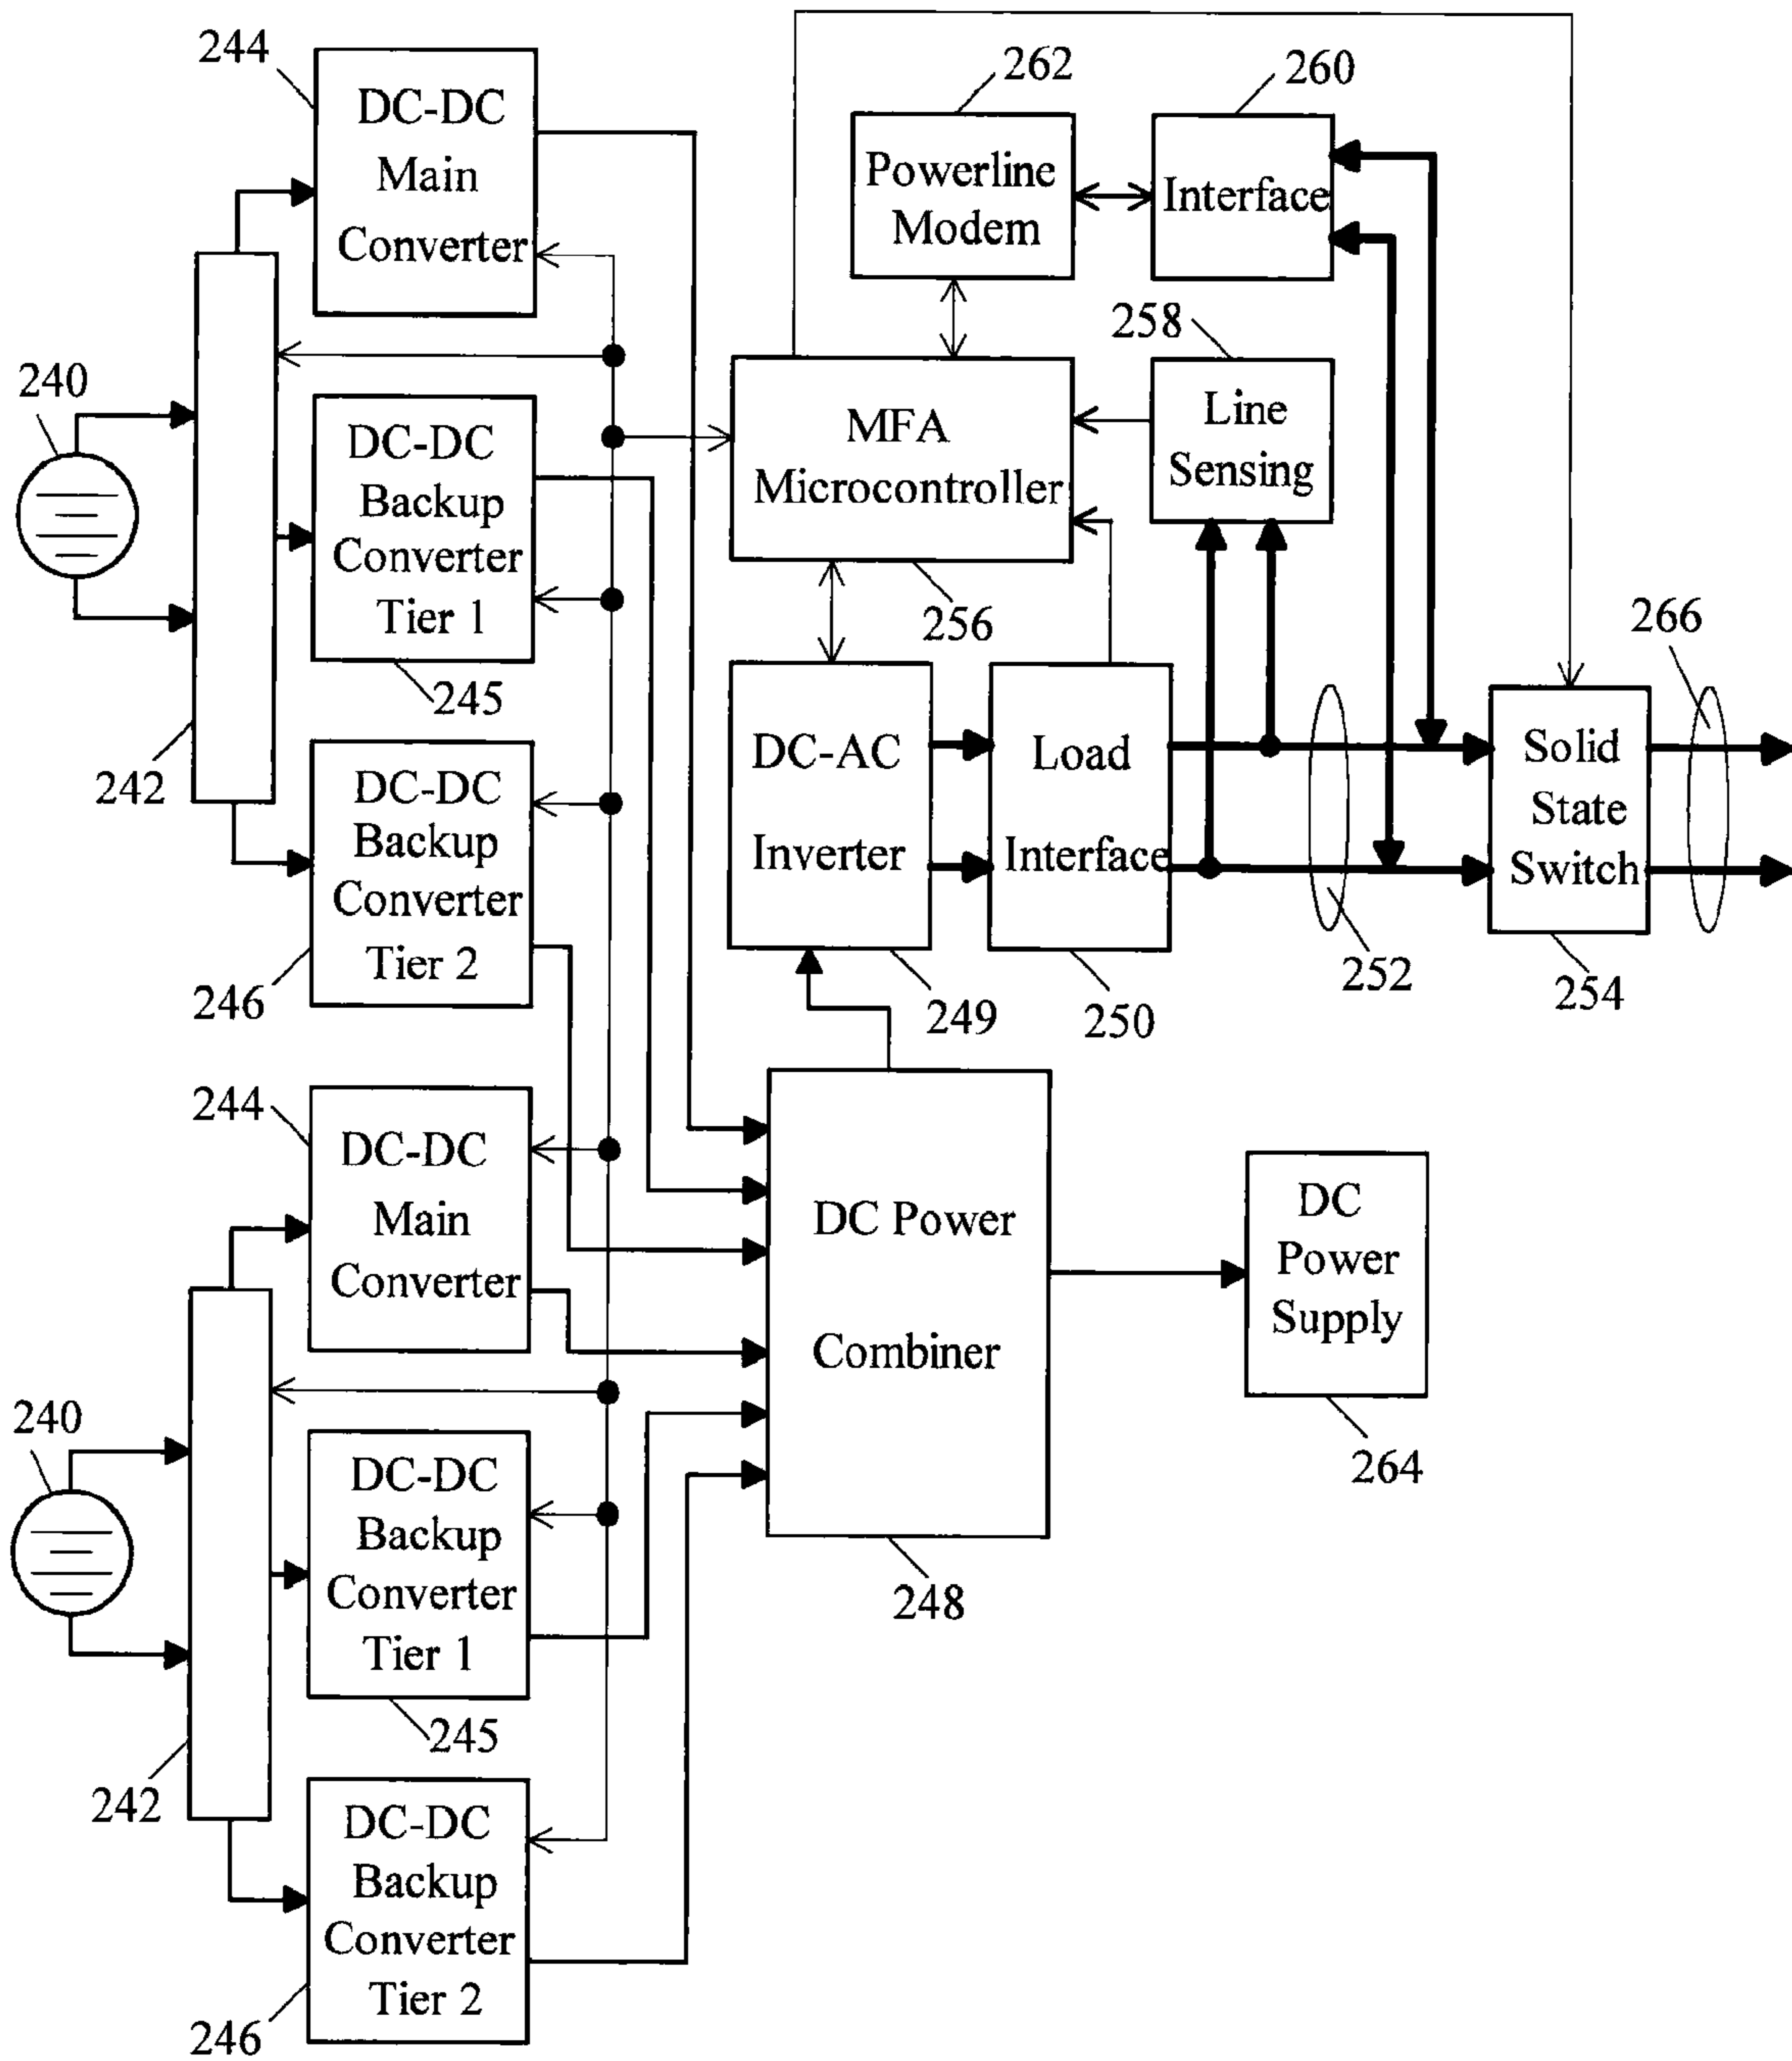 244
DC-DC
Main
Converter
262
260
Powerline
Modem
Interface
258
240
DC-DC
Backup
Converter
Tier 1
MFA
Microcontroller
Line
Sensing
256
266
245
242
DC-DC
Backup
Converter
Tier 2
DC-AC
Inverter
Load
Interface
Solid
State
Switch
246
249
250
252
254
244
DC-DC
Main
Converter
DC Power
Combiner
DC
Power
Supply
240
264
DC-DC
Backup
Converter
Tier 1
248
245
242
DC-DC
Backup
Converter
Tier 2
246